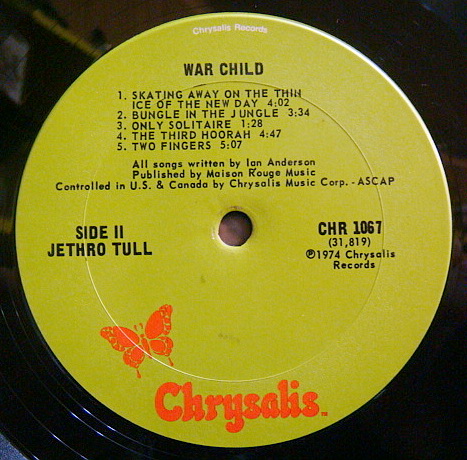 Chrysalis Records
WAR CHILD
1. SKATING AWAY ON THE THIN
ICE OF THE NEW DAY 4:02
2. BUNGLE IN THE JUNGLE 3:34
3. ONLY SOLITAIRE 1:28
4. THE THIRD HOORAH 4:47
5. TWO FINGERS 5:07
All songs written by Ian Anderson
Published by Maison Rouge Music
Controlled in U.S. & Canada by Chrysalis Music Corp. - ASCAP
SIDE II
JETHRO TULL
CHR 1067
(31,819)
℗1974 Chrysalis
Records
Chrysalis™